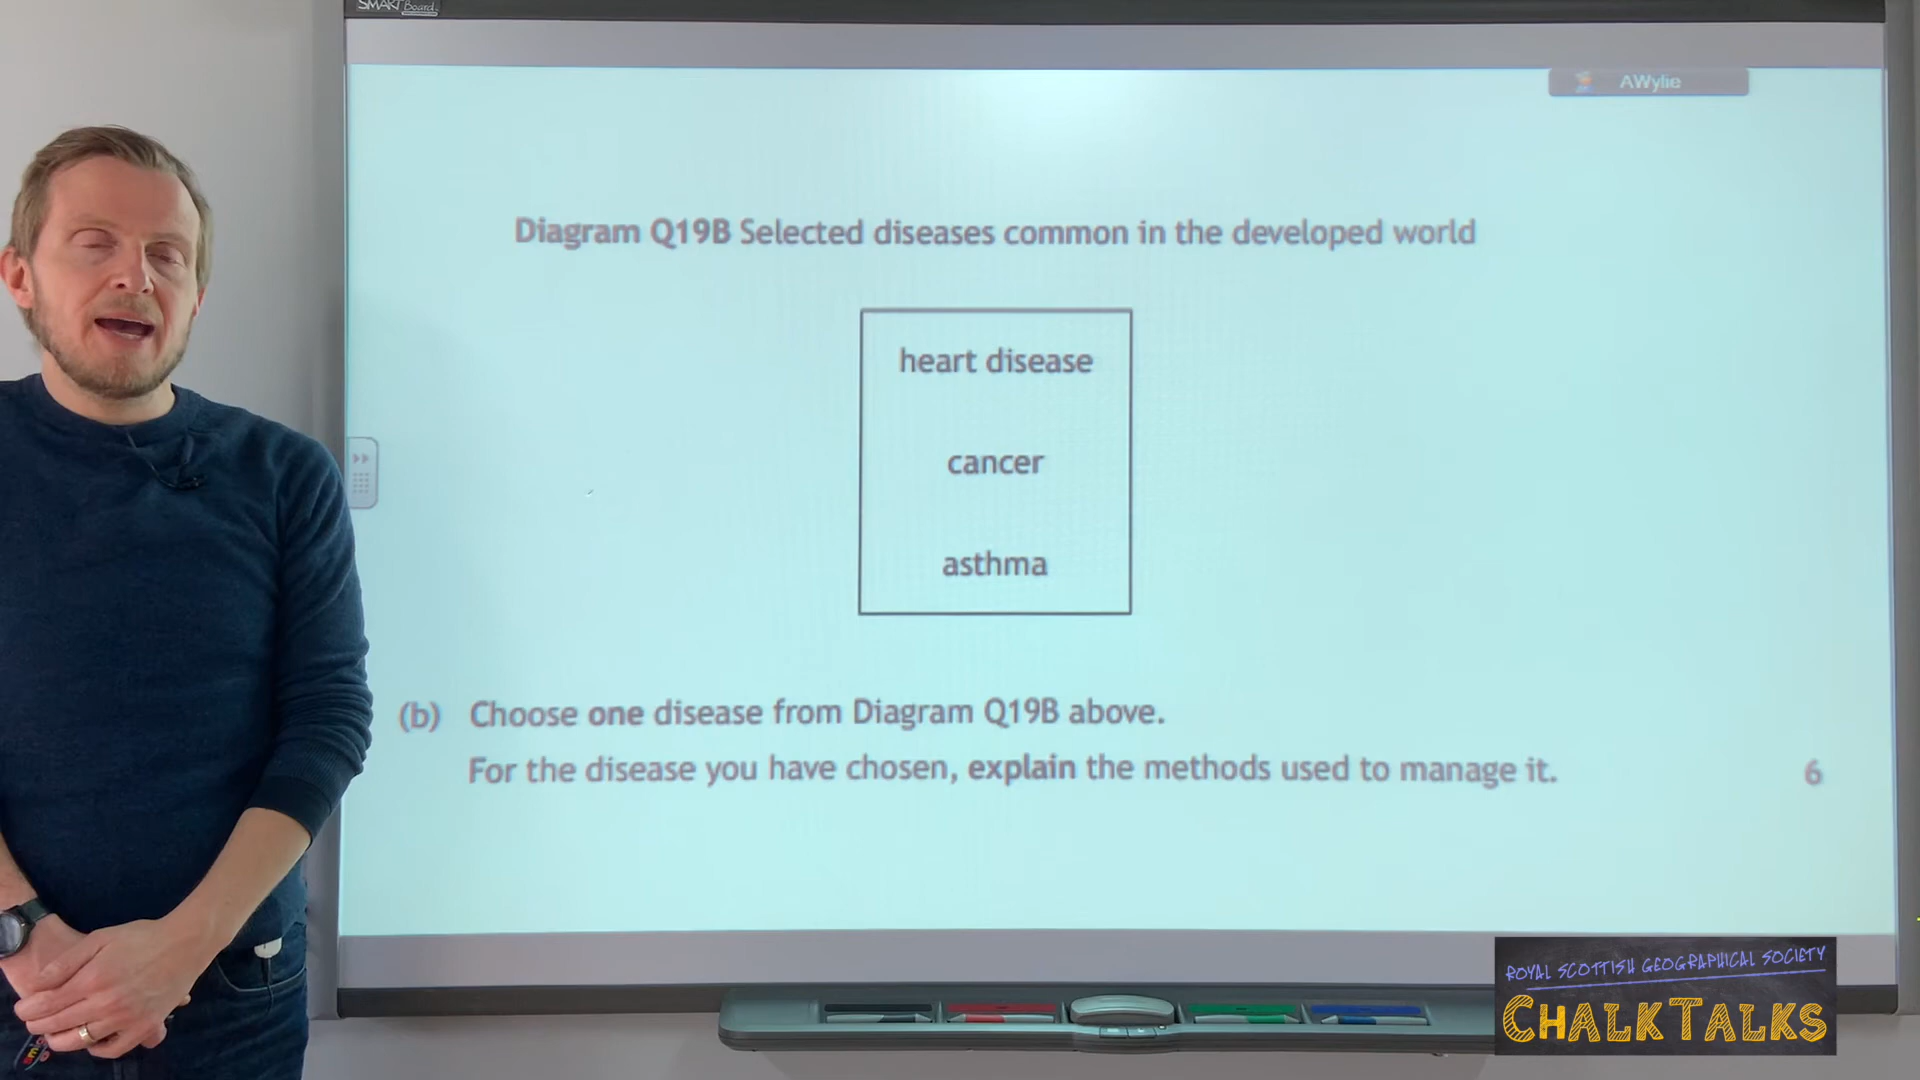 SMART Board
AWylie
Diagram Q19B Selected diseases common in the developed world
heart disease
cancer
asthma
(b) Choose one disease from Diagram Q19B above.
For the disease you have chosen, explain the methods used to manage it. 6
ROYAL SCOTTISH GEOGRAPHICAL SOCIETY
CHALKTALKS